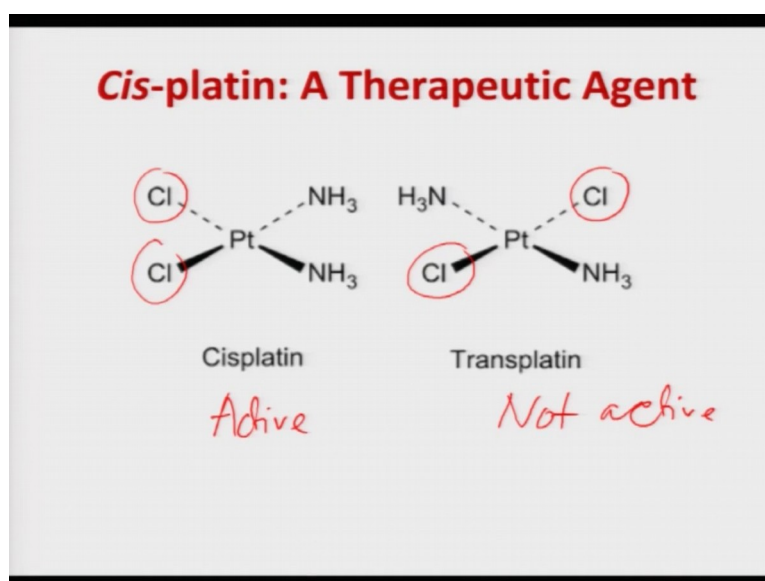 Cis-platin: A Therapeutic Agent
Cl NH₃ H₃N Cl
Pt Pt
Cl NH₃ Cl NH₃
Cisplatin Transplatin
Active Not active